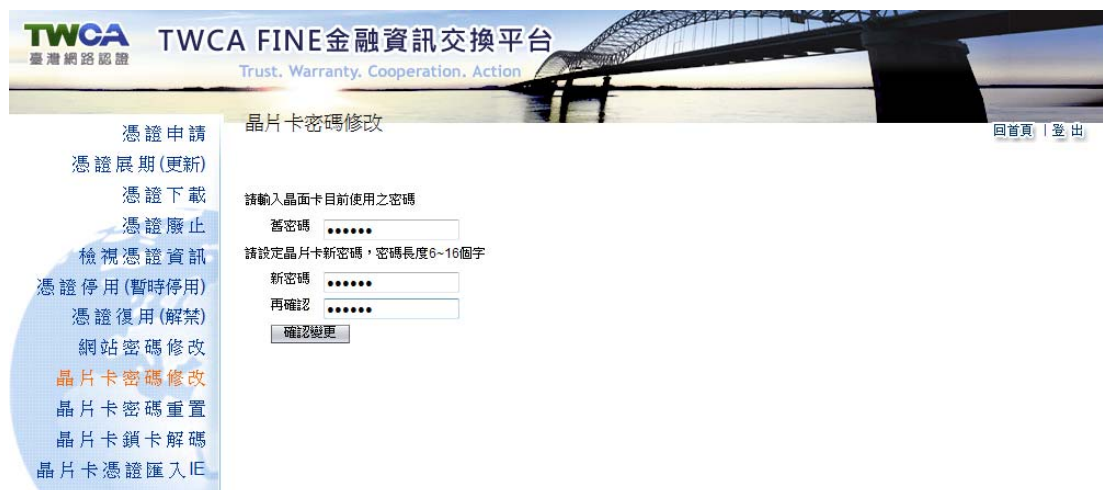 TWCA TWCA FINE金融資訊交換平台
臺灣網路認證
Trust. Warranty. Cooperation. Action
晶片卡密碼修改
回首頁 | 登出
憑證申請
憑證展期(更新)
憑證下載
憑證廢止
檢視憑證資訊
憑證停用(暫時停用)
憑證復用(解禁)
網站密碼修改
晶片卡密碼修改
晶片卡密碼重置
晶片卡鎖卡解碼
晶片卡憑證匯入IE
請輸入晶面卡目前使用之密碼
舊密碼 ••••••
請設定晶片卡新密碼，密碼長度6~16個字
新密碼 ••••••
再確認 ••••••
確認變更